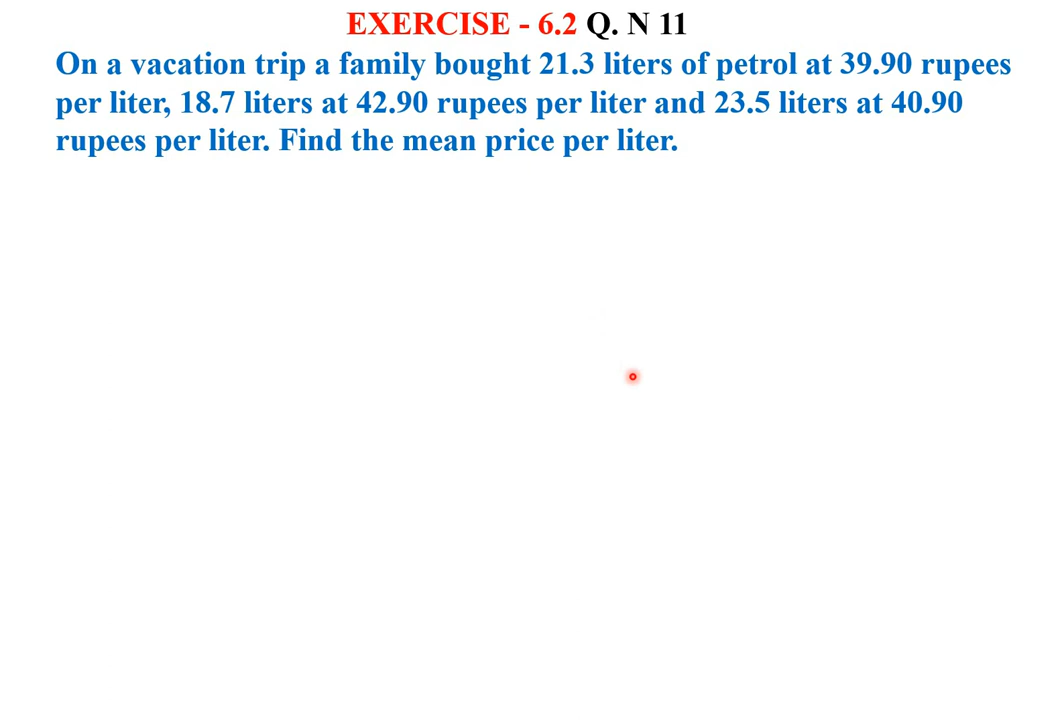 EXERCISE - 6.2 Q. N 11
On a vacation trip a family bought 21.3 liters of petrol at 39.90 rupees
per liter, 18.7 liters at 42.90 rupees per liter and 23.5 liters at 40.90
rupees per liter. Find the mean price per liter.